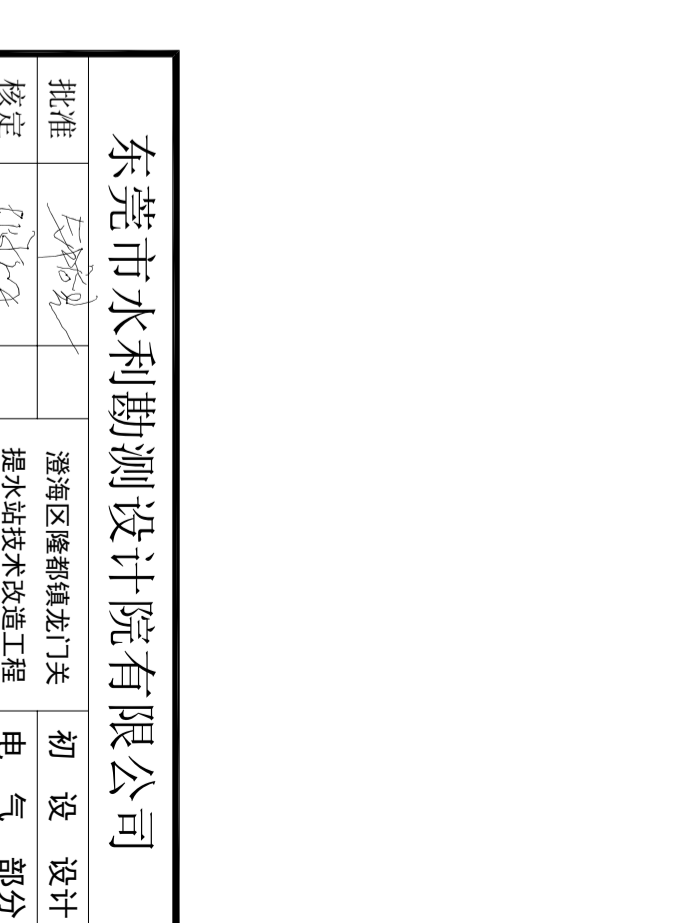 东莞市水利勘测设计院有限公司
批准
澄海区隆都镇龙门关
初设 设计
核定
提水站技术改造工程
电气 部分